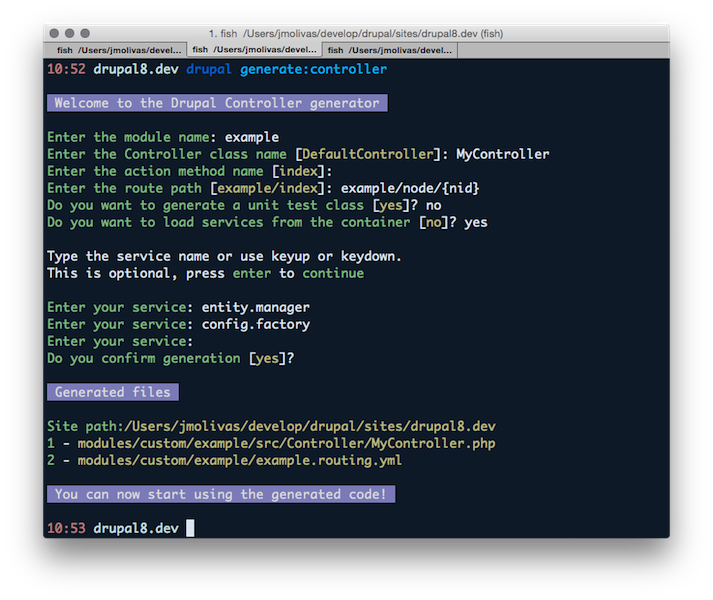 1. fish /Users/jmolivas/develop/drupal/sites/drupal8.dev (fish)
fish /Users/jmolivas/devel... fish /Users/jmolivas/devel... fish /Users/jmolivas/devel...
10:52 drupal8.dev drupal generate:controller
Welcome to the Drupal Controller generator
Enter the module name: example
Enter the Controller class name [DefaultController]: MyController
Enter the action method name [index]:
Enter the route path [example/index]: example/node/{nid}
Do you want to generate a unit test class [yes]? no
Do you want to load services from the container [no]? yes
Type the service name or use keyup or keydown.
This is optional, press enter to continue
Enter your service: entity.manager
Enter your service: config.factory
Enter your service:
Do you confirm generation [yes]?
Generated files
Site path:/Users/jmolivas/develop/drupal/sites/drupal8.dev
1 - modules/custom/example/src/Controller/MyController.php
2 - modules/custom/example/example.routing.yml
You can now start using the generated code!
10:53 drupal8.dev